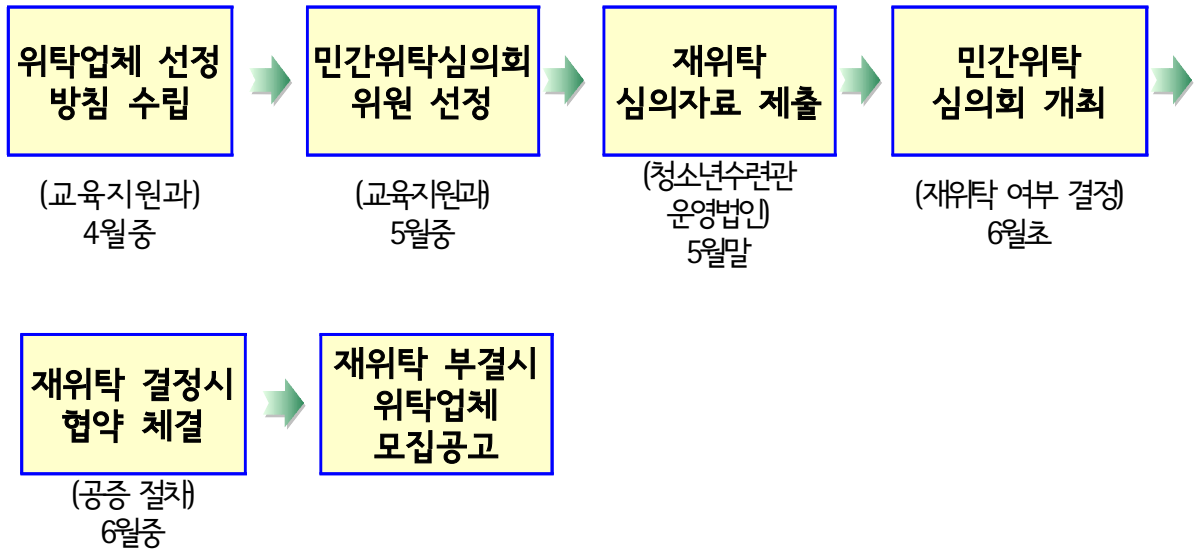 위탁업체 선정
방침 수립
(교육지원과)
4월중
민간위탁심의회
위원 선정
(교육지원과)
5월중
재위탁
심의자료 제출
(청소년수련관
운영법인)
5월말
민간위탁
심의회 개최
(재위탁 여부 결정)
6월초
재위탁 결정시
협약 체결
(공증 절차)
6월중
재위탁 부결시
위탁업체
모집공고